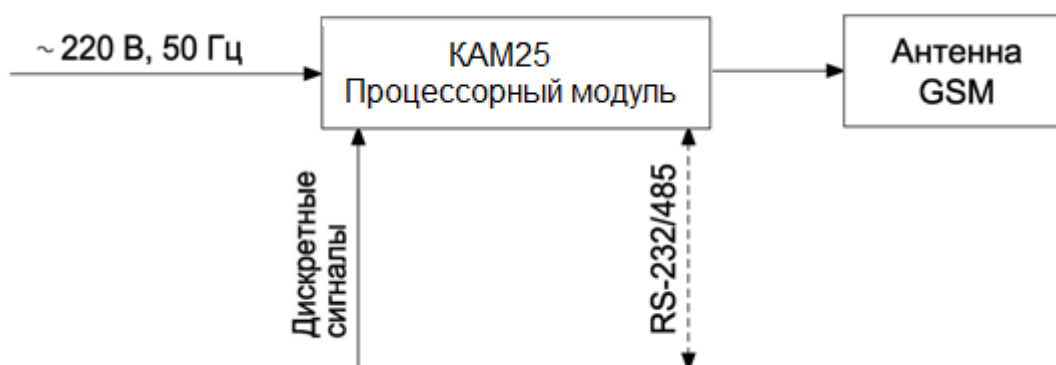 ~ 220 В, 50 Гц
КАМ25
Процессорный модуль
Антенна
GSM
Дискретные
сигналы
RS-232/485